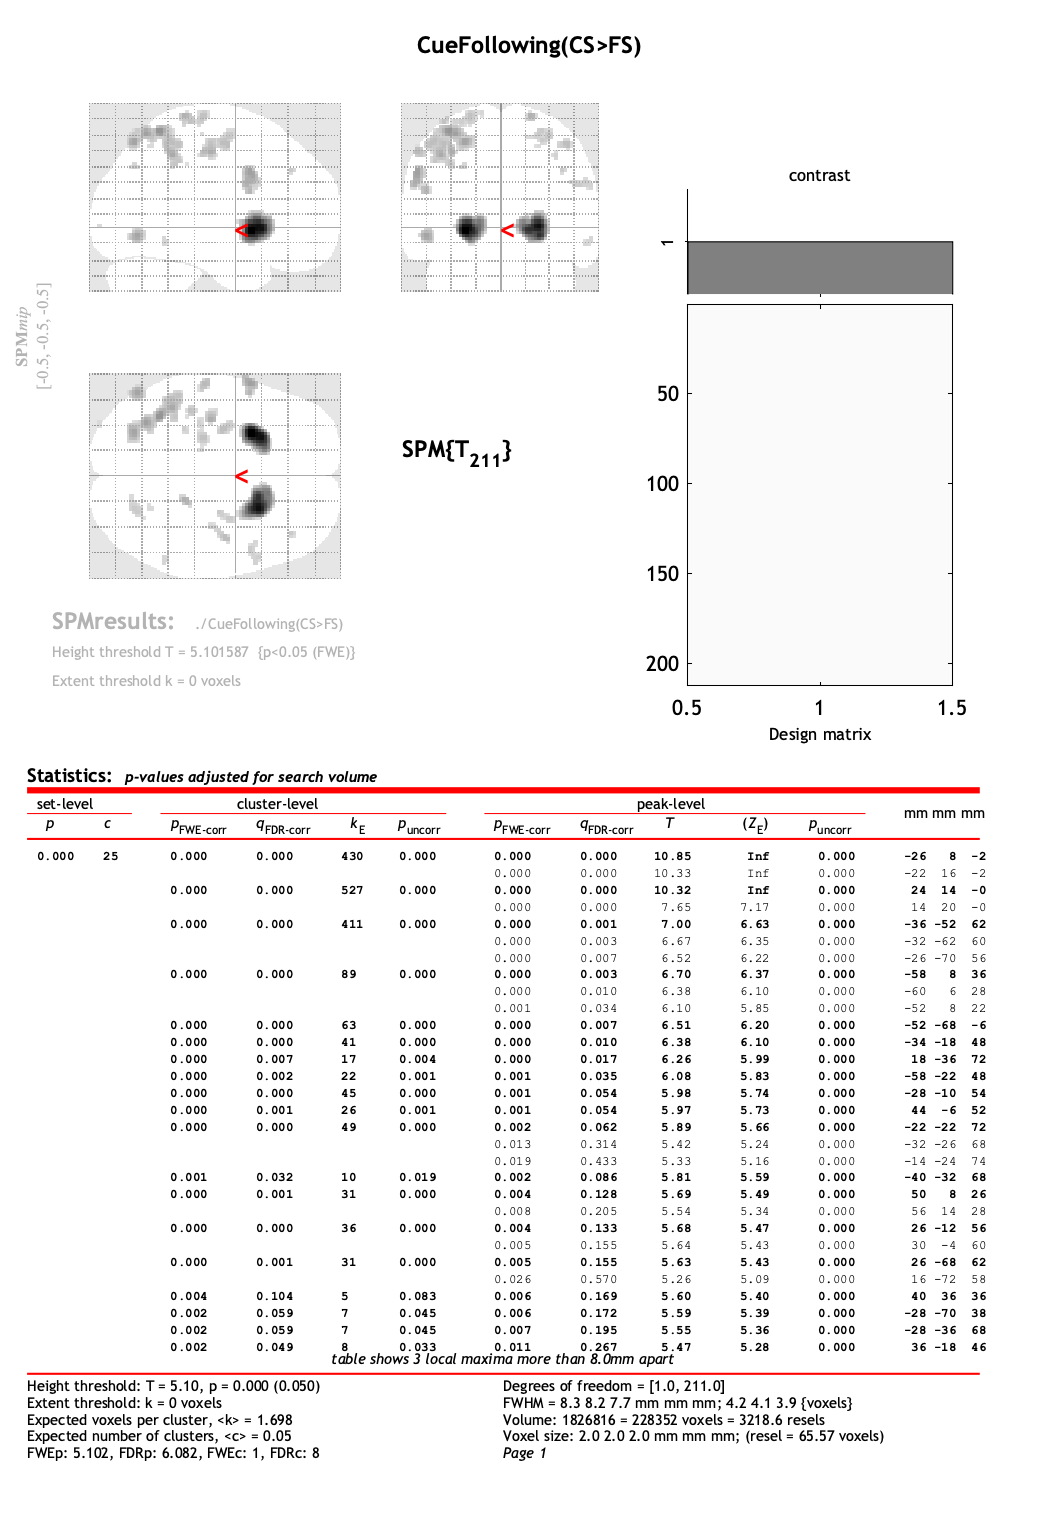 CueFollowing(CS>FS)
SPMmip
[-0.5, -0.5, -0.5]
<
<
<
SPM{T211}
contrast
1
50
100
150
200
0.5 1 1.5
Design matrix
SPMresults: ./CueFollowing(CS>FS)
Height threshold T = 5.101587 {p<0.05 (FWE)}
Extent threshold k = 0 voxels
Statistics: p-values adjusted for search volume
set-level cluster-level peak-level
mm mm mm
p c pFWE-corr qFDR-corr kE puncorr pFWE-corr qFDR-corr T (ZE) puncorr
0.000 25 0.000 0.000 430 0.000 0.000 0.000 10.85 Inf 0.000 -26 8 -2
0.000 0.000 10.33 Inf 0.000 -22 16 -2
0.000 0.000 527 0.000 0.000 0.000 10.32 Inf 0.000 24 14 -0
0.000 0.000 7.65 7.17 0.000 14 20 -0
0.000 0.000 411 0.000 0.000 0.001 7.00 6.63 0.000 -36 -52 62
0.000 0.003 6.67 6.35 0.000 -32 -62 60
0.000 0.007 6.52 6.22 0.000 -26 -70 56
0.000 0.000 89 0.000 0.000 0.003 6.70 6.37 0.000 -58 8 36
0.000 0.010 6.38 6.10 0.000 -60 6 28
0.001 0.034 6.10 5.85 0.000 -52 8 22
0.000 0.000 63 0.000 0.000 0.007 6.51 6.20 0.000 -52 -68 -6
0.000 0.000 41 0.000 0.000 0.010 6.38 6.10 0.000 -34 -18 48
0.000 0.007 17 0.004 0.000 0.017 6.26 5.99 0.000 18 -36 72
0.000 0.002 22 0.001 0.001 0.035 6.08 5.83 0.000 -58 -22 48
0.000 0.000 45 0.000 0.001 0.054 5.98 5.74 0.000 -28 -10 54
0.000 0.001 26 0.001 0.001 0.054 5.97 5.73 0.000 44 -6 52
0.000 0.000 49 0.000 0.002 0.062 5.89 5.66 0.000 -22 -22 72
0.013 0.314 5.42 5.24 0.000 -32 -26 68
0.019 0.433 5.33 5.16 0.000 -14 -24 74
0.001 0.032 10 0.019 0.002 0.086 5.81 5.59 0.000 -40 -32 68
0.000 0.001 31 0.000 0.004 0.128 5.69 5.49 0.000 50 8 26
0.008 0.205 5.54 5.34 0.000 56 14 28
0.000 0.000 36 0.000 0.004 0.133 5.68 5.47 0.000 26 -12 56
0.005 0.155 5.64 5.43 0.000 30 -4 60
0.000 0.001 31 0.000 0.005 0.155 5.63 5.43 0.000 26 -68 62
0.026 0.570 5.26 5.09 0.000 16 -72 58
0.004 0.104 5 0.083 0.006 0.169 5.60 5.40 0.000 40 36 36
0.002 0.059 7 0.045 0.006 0.172 5.59 5.39 0.000 -28 -70 38
0.002 0.059 7 0.045 0.007 0.195 5.55 5.36 0.000 -28 -36 68
0.002 0.049 8 0.033 0.011 0.267 5.47 5.28 0.000 36 -18 46
table shows 3 local maxima more than 8.0mm apart
Height threshold: T = 5.10, p = 0.000 (0.050)
Extent threshold: k = 0 voxels
Expected voxels per cluster, <k> = 1.698
Expected number of clusters, <c> = 0.05
FWEp: 5.102, FDRp: 6.082, FWEc: 1, FDRc: 8
Degrees of freedom = [1.0, 211.0]
FWHM = 8.3 8.2 7.7 mm mm mm; 4.2 4.1 3.9 {voxels}
Volume: 1826816 = 228352 voxels = 3218.6 resels
Voxel size: 2.0 2.0 2.0 mm mm mm; (resel = 65.57 voxels)
Page 1